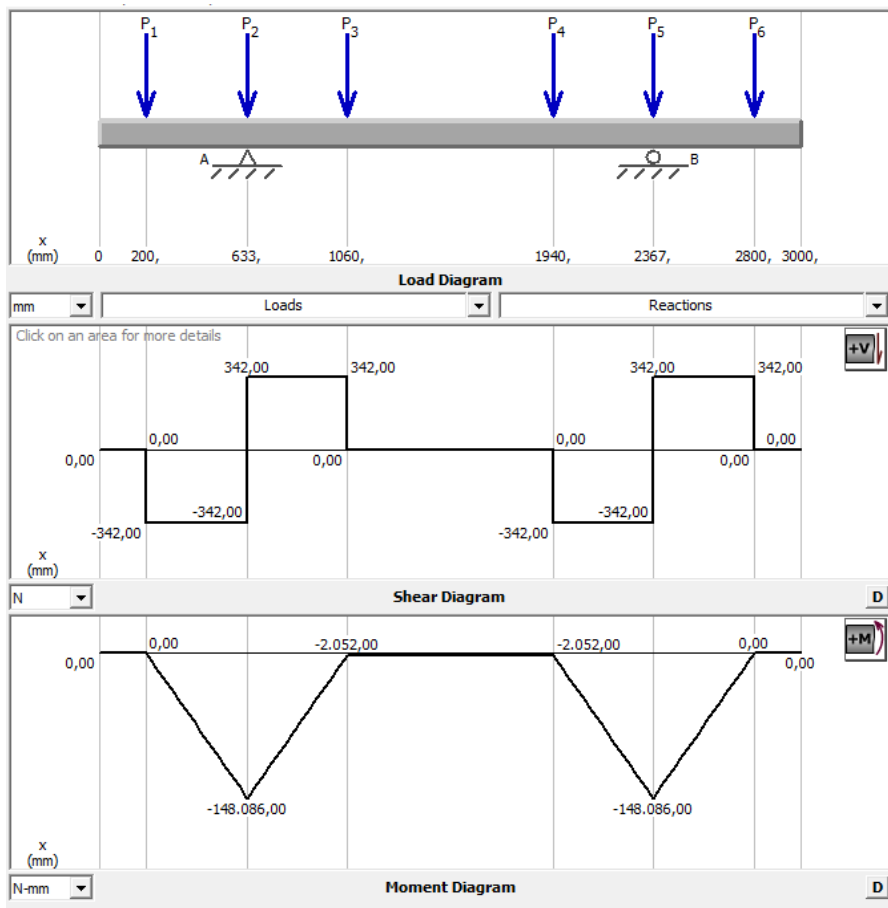 P1 P2 P3 P4 P5 P6
A B
x
(mm) 0 200, 633, 1060, 1940, 2367, 2800, 3000,
Load Diagram
mm Loads Reactions
Click on an area for more details +V
342,00 342,00 342,00 342,00
0,00 0,00 0,00
0,00 0,00 0,00
-342,00 -342,00
-342,00 -342,00
x
(mm)
N Shear Diagram D
0,00 -2.052,00 -2.052,00 0,00 +M
0,00 0,00
-148.086,00 -148.086,00
x
(mm)
N-mm Moment Diagram D